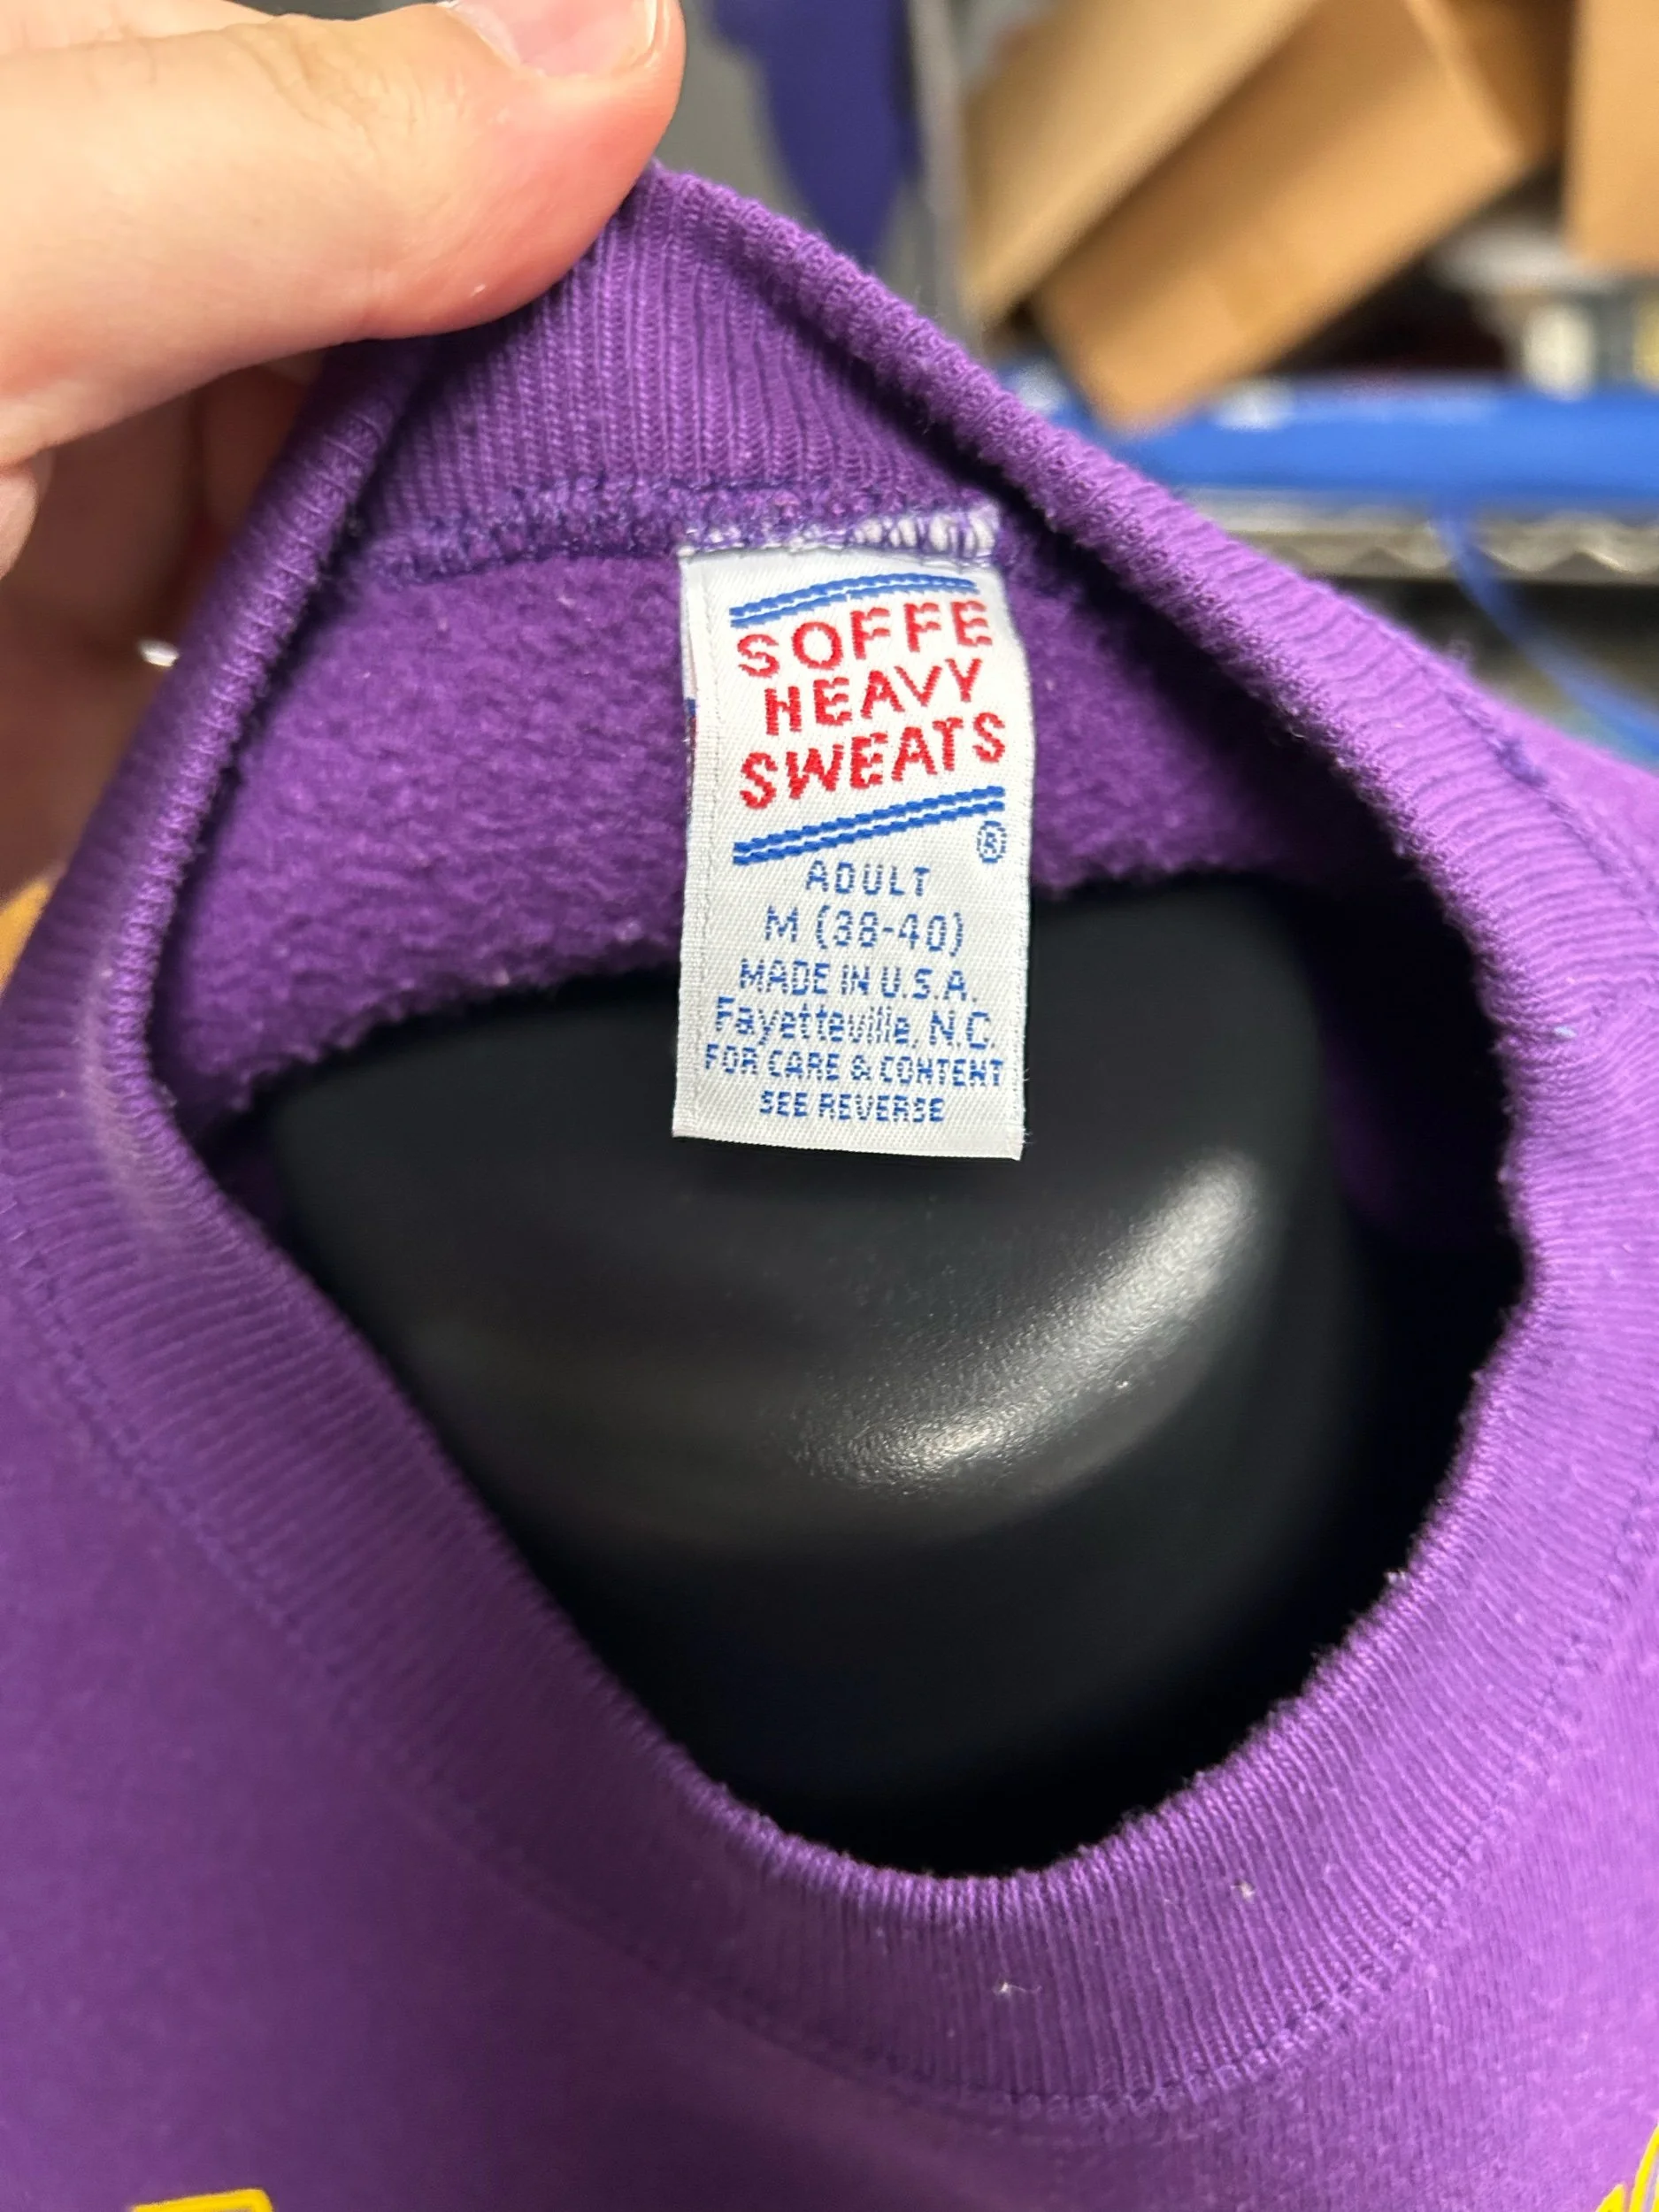 SOFFE
HEAVY
SWEATS
®
ADULT
M (38-40)
MADE IN U.S.A.
Fayetteville, N.C.
FOR CARE & CONTENT
SEE REVERSE